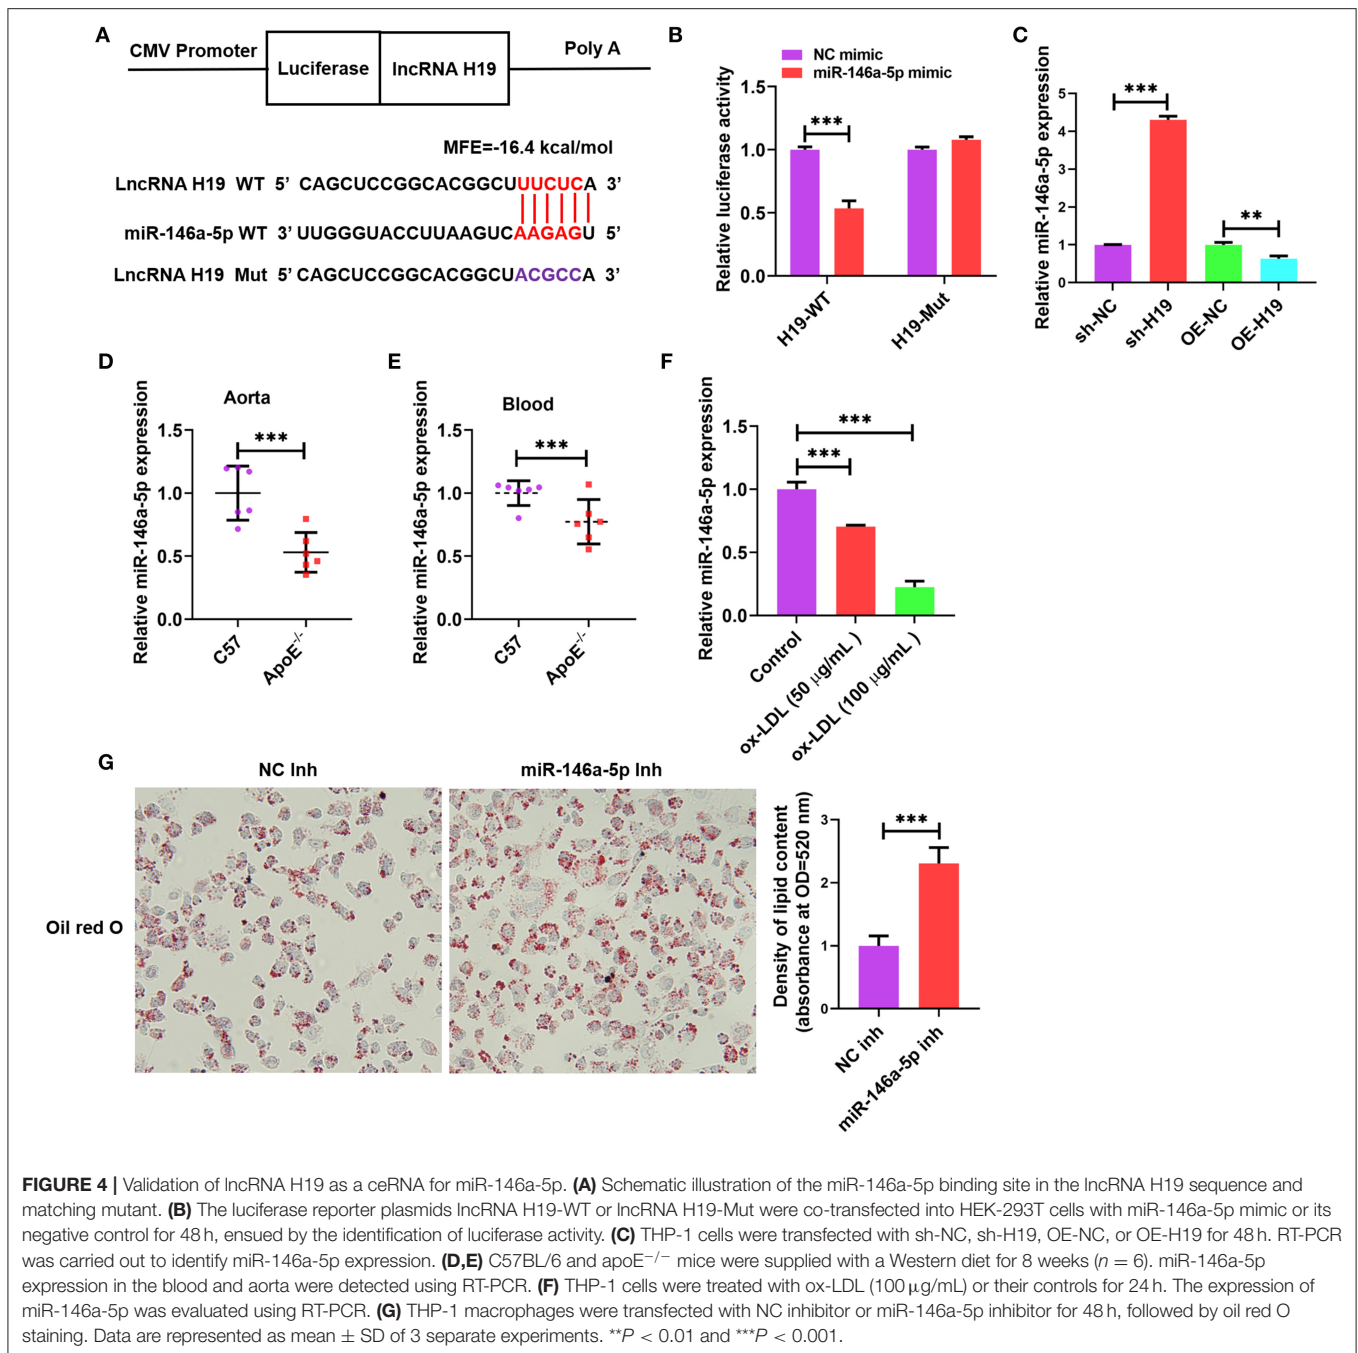 A
CMV Promoter
Luciferase
lncRNA H19
Poly A
MFE=-16.4 kcal/mol
LncRNA H19 WT 5’ CAGCUCCGGCACGGCUUUCUCA 3’
miR-146a-5p WT 3’ UUGGGUACCUUAAGUCAAGAGU 5’
LncRNA H19 Mut 5’ CAGCUCCGGCACGGCUACGCCA 3’
B
NC mimic
miR-146a-5p mimic
Relative luciferase activity
1.5
1.0
0.5
0.0
***
H19-WT
H19-Mut
C
Relative miR-146a-5p expression
5
4
3
2
1
0
***
**
sh-NC
sh-H19
OE-NC
OE-H19
D
Aorta
Relative miR-146a-5p expression
1.5
1.0
0.5
0.0
***
C57
ApoE-/-
E
Blood
Relative miR-146a-5p expression
1.5
1.0
0.5
0.0
***
C57
ApoE-/-
F
Relative miR-146a-5p expression
1.5
1.0
0.5
0.0
***
***
Control
ox-LDL (50 μg/mL )
ox-LDL (100 μg/mL )
G
NC Inh
miR-146a-5p Inh
Oil red O
Density of lipid content
(absorbance at OD=520 nm)
3
2
1
0
***
NC inh
miR-146a-5p inh
FIGURE 4 | Validation of lncRNA H19 as a ceRNA for miR-146a-5p. (A) Schematic illustration of the miR-146a-5p binding site in the lncRNA H19 sequence and
matching mutant. (B) The luciferase reporter plasmids lncRNA H19-WT or lncRNA H19-Mut were co-transfected into HEK-293T cells with miR-146a-5p mimic or its
negative control for 48 h, ensued by the identification of luciferase activity. (C) THP-1 cells were transfected with sh-NC, sh-H19, OE-NC, or OE-H19 for 48 h. RT-PCR
was carried out to identify miR-146a-5p expression. (D,E) C57BL/6 and apoE−/− mice were supplied with a Western diet for 8 weeks (n = 6). miR-146a-5p
expression in the blood and aorta were detected using RT-PCR. (F) THP-1 cells were treated with ox-LDL (100 μg/mL) or their controls for 24 h. The expression of
miR-146a-5p was evaluated using RT-PCR. (G) THP-1 macrophages were transfected with NC inhibitor or miR-146a-5p inhibitor for 48 h, followed by oil red O
staining. Data are represented as mean ± SD of 3 separate experiments. **P < 0.01 and ***P < 0.001.